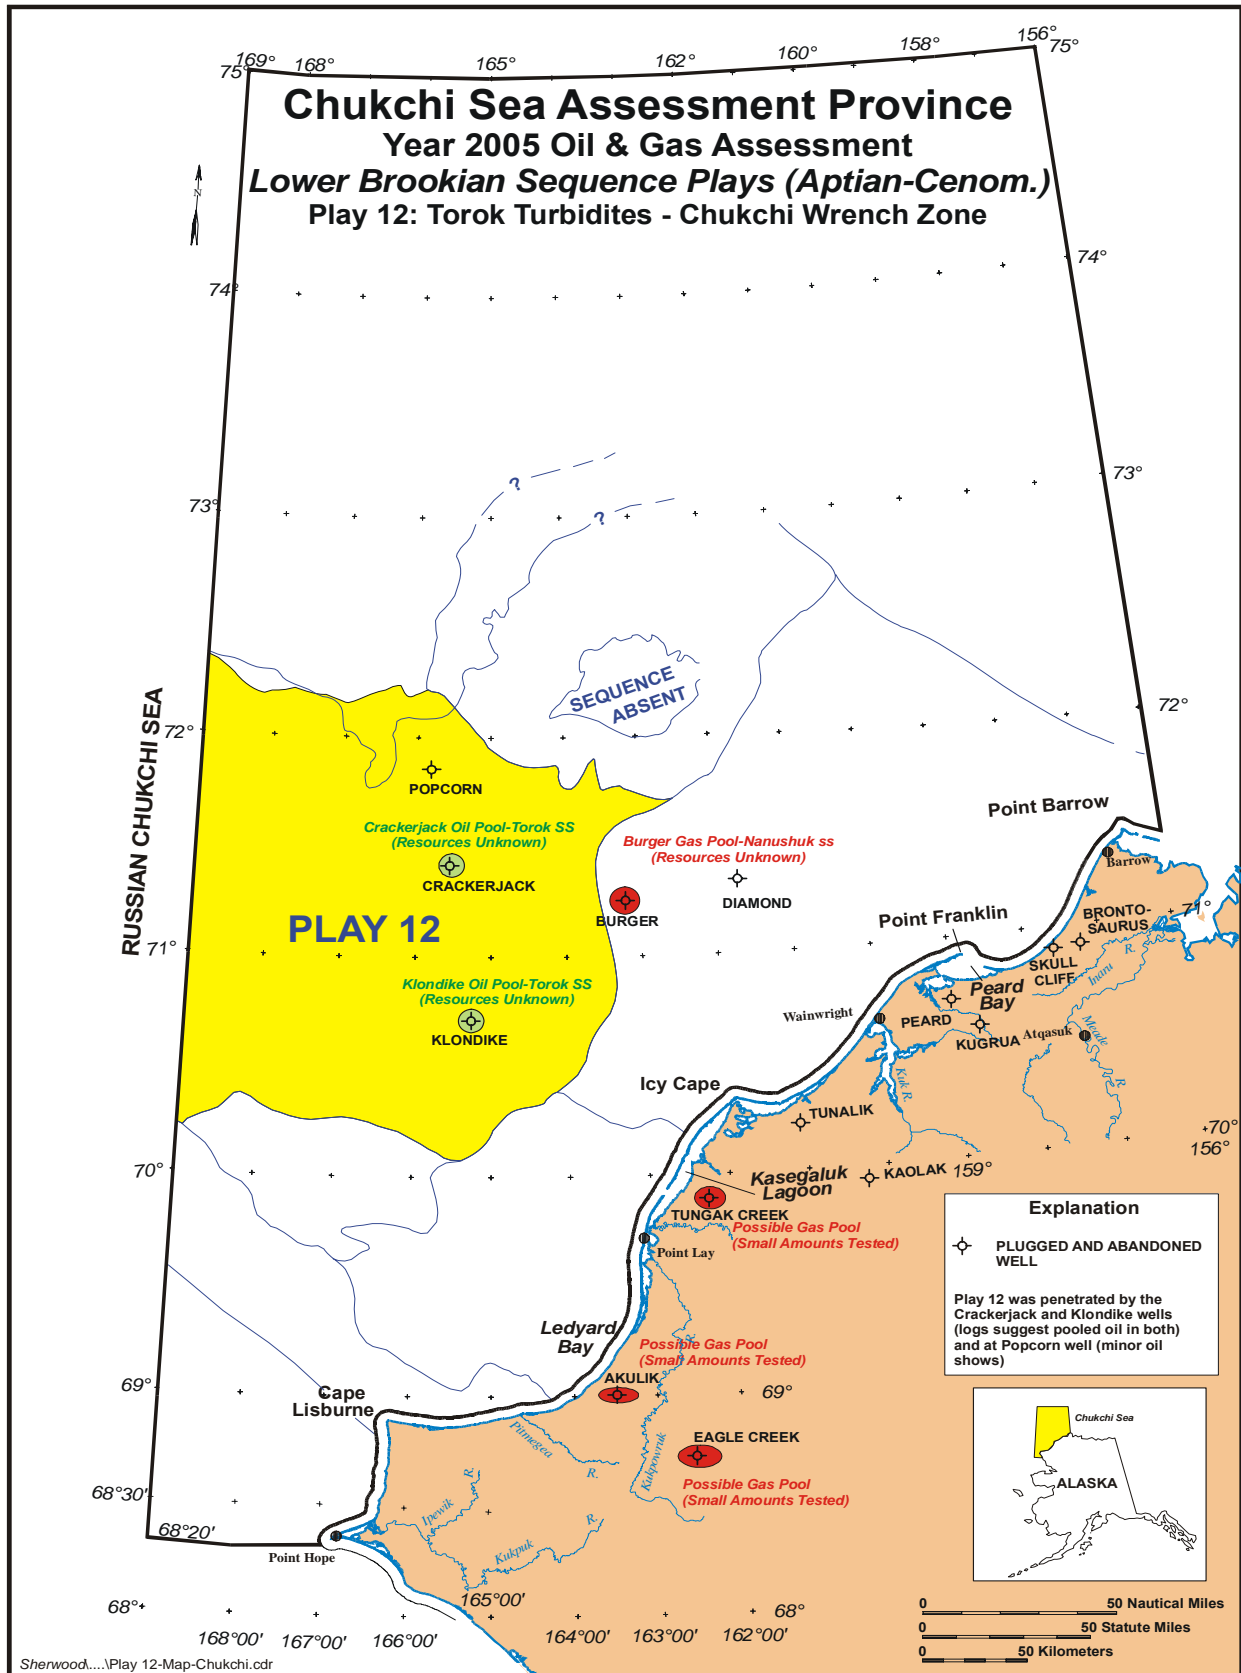 169°
168°
165°
162°
160°
158°
156°
75°
75°
Chukchi Sea Assessment Province
Year 2005 Oil & Gas Assessment
Lower Brookian Sequence Plays (Aptian-Cenom.)
Play 12: Torok Turbidites - Chukchi Wrench Zone
N
74°
74°
73°
73°
?
?
SEQUENCE
ABSENT
72°
72°
RUSSIAN CHUKCHI SEA
POPCORN
Crackerjack Oil Pool-Torok SS
(Resources Unknown)
CRACKERJACK
Burger Gas Pool-Nanushuk ss
(Resources Unknown)
BURGER
DIAMOND
PLAY 12
Point Barrow
Barrow
Point Franklin
BRONTO-
SAURUS
71°
71°
SKULL
CLIFF
Inaru
R.
Peard
Bay
PEARD
KUGRUA
Atqasuk
Meade
R.
Wainwright
Kuk R.
Klondike Oil Pool-Torok SS
(Resources Unknown)
KLONDIKE
Icy Cape
TUNALIK
KAOLAK
70°
70°
159°
156°
Kasegaluk
Lagoon
TUNGAK CREEK
Possible Gas Pool
(Small Amounts Tested)
Point Lay
Explanation
PLUGGED AND ABANDONED
WELL
Play 12 was penetrated by the
Crackerjack and Klondike wells
(logs suggest pooled oil in both)
and at Popcorn well (minor oil
shows)
Ledyard
Bay
Possible Gas Pool
(Small Amounts Tested)
AKULIK
69°
69°
Cape
Lisburne
Pitmegea
R.
Kukpowruk
R.
EAGLE CREEK
Possible Gas Pool
(Small Amounts Tested)
Chukchi Sea
ALASKA
68°30'
68°20'
Ipewik
R.
Kukpuk
R.
Point Hope
68°
68°
168°00'
167°00'
166°00'
165°00'
164°00'
163°00'
162°00'
0
50 Nautical Miles
0
50 Statute Miles
0
50 Kilometers
Sherwood\....\Play 12-Map-Chukchi.cdr